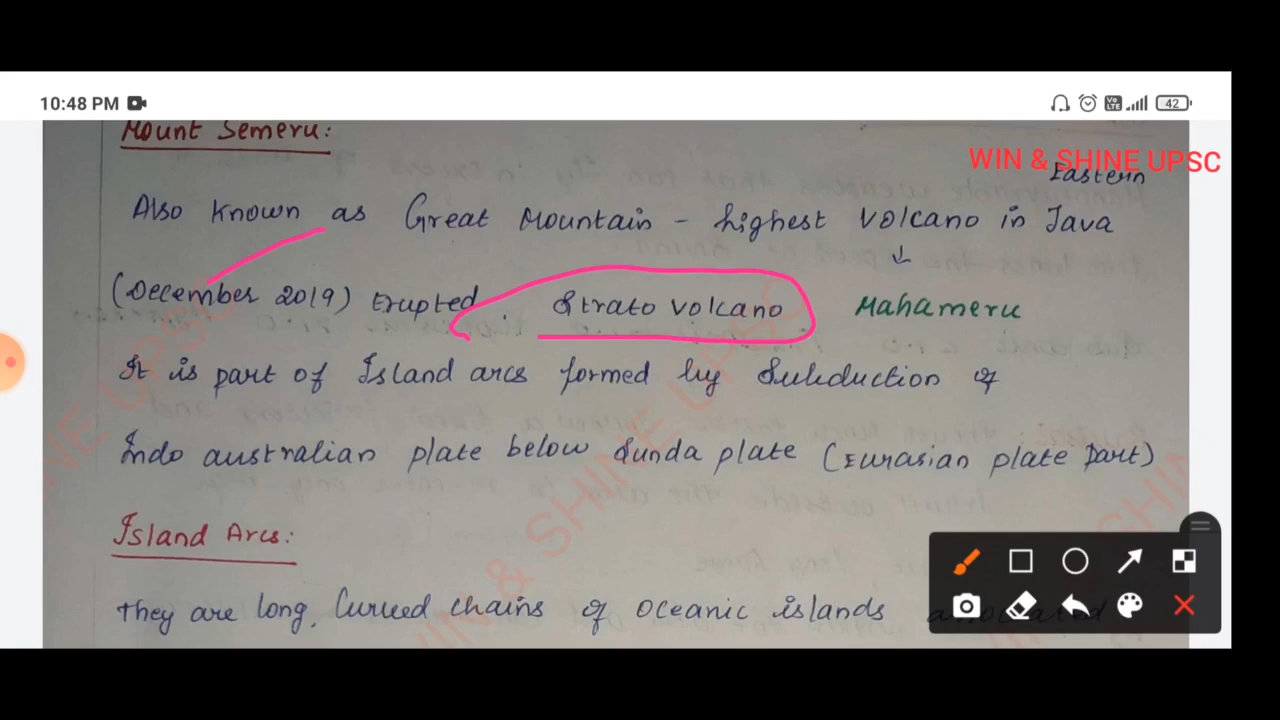 10:48 PM
42
Mount Semeru:
WIN & SHINE UPSC
Eastern
Also known as Great Mountain - highest Volcano in Java
↓
(December 2019) Erupted. Strato Volcano Mahameru
It is part of Island arcs formed by Subduction of
Indo australian plate below Sunda plate (Eurasian plate part)
Island Arcs:
They are long, Curved chains of oceanic islands associated